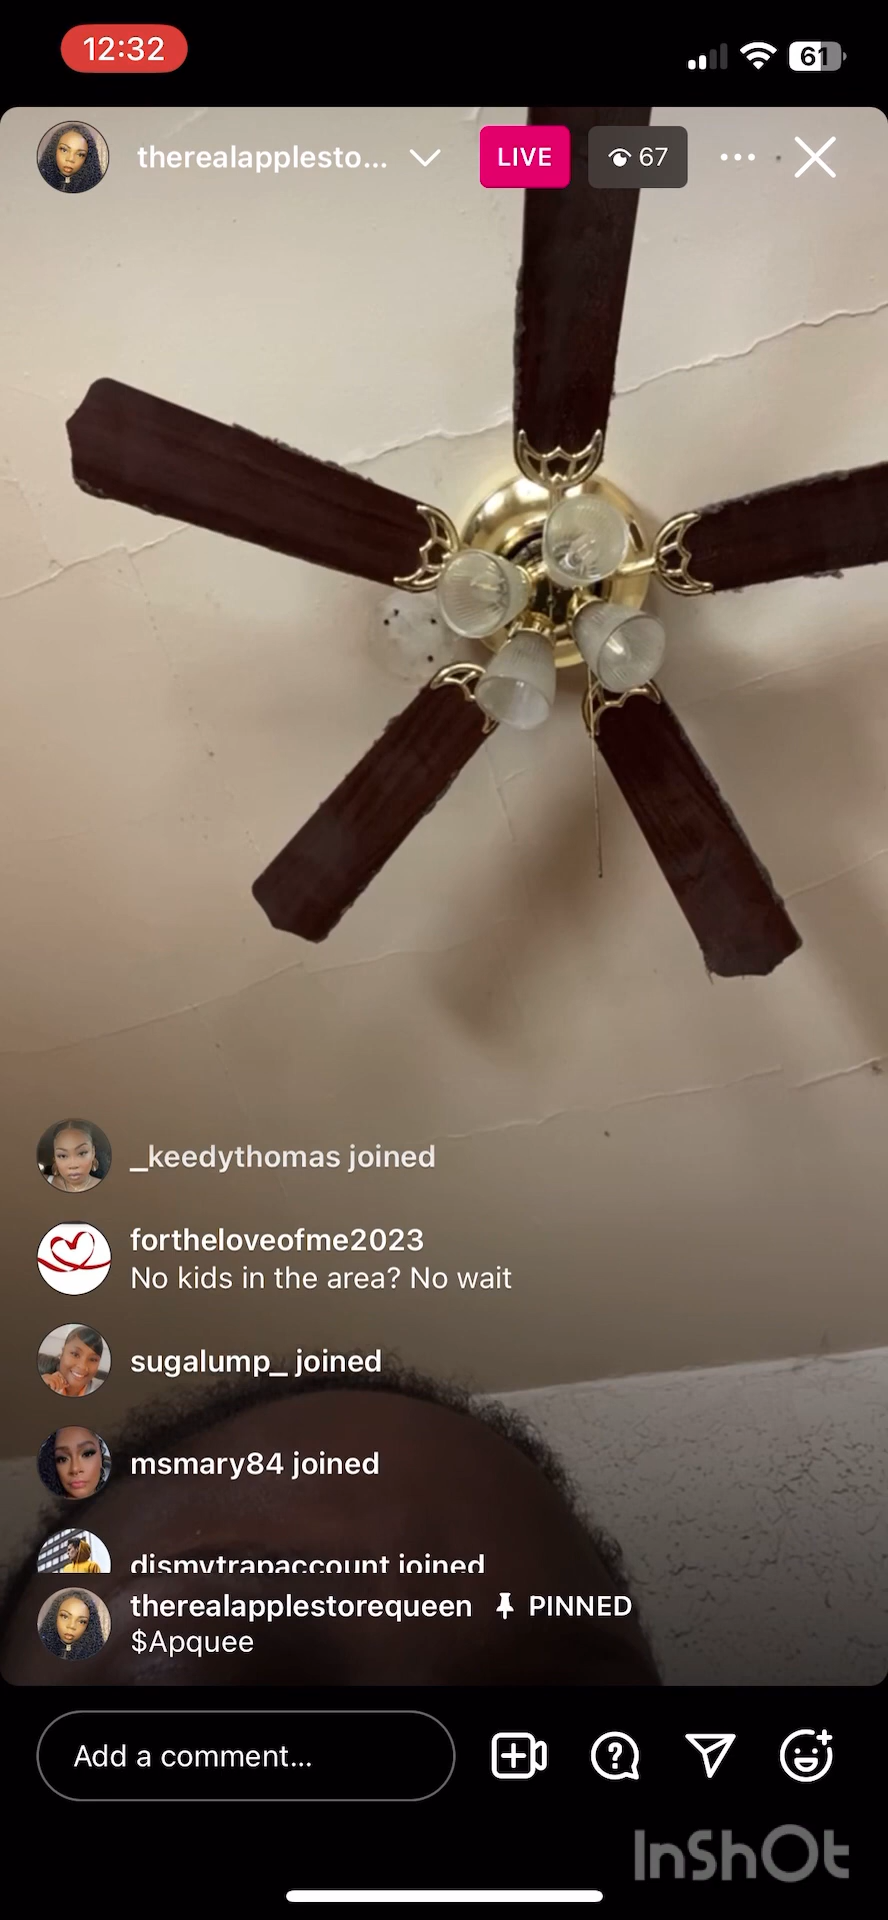 12:32
61
therealapplesto...
LIVE
67
_keedythomas joined
fortheloveofme2023
No kids in the area? No wait
sugalump_ joined
msmary84 joined
dismytrapaccount joined
therealapplestorequeen PINNED
$Apquee
Add a comment...
InShOt